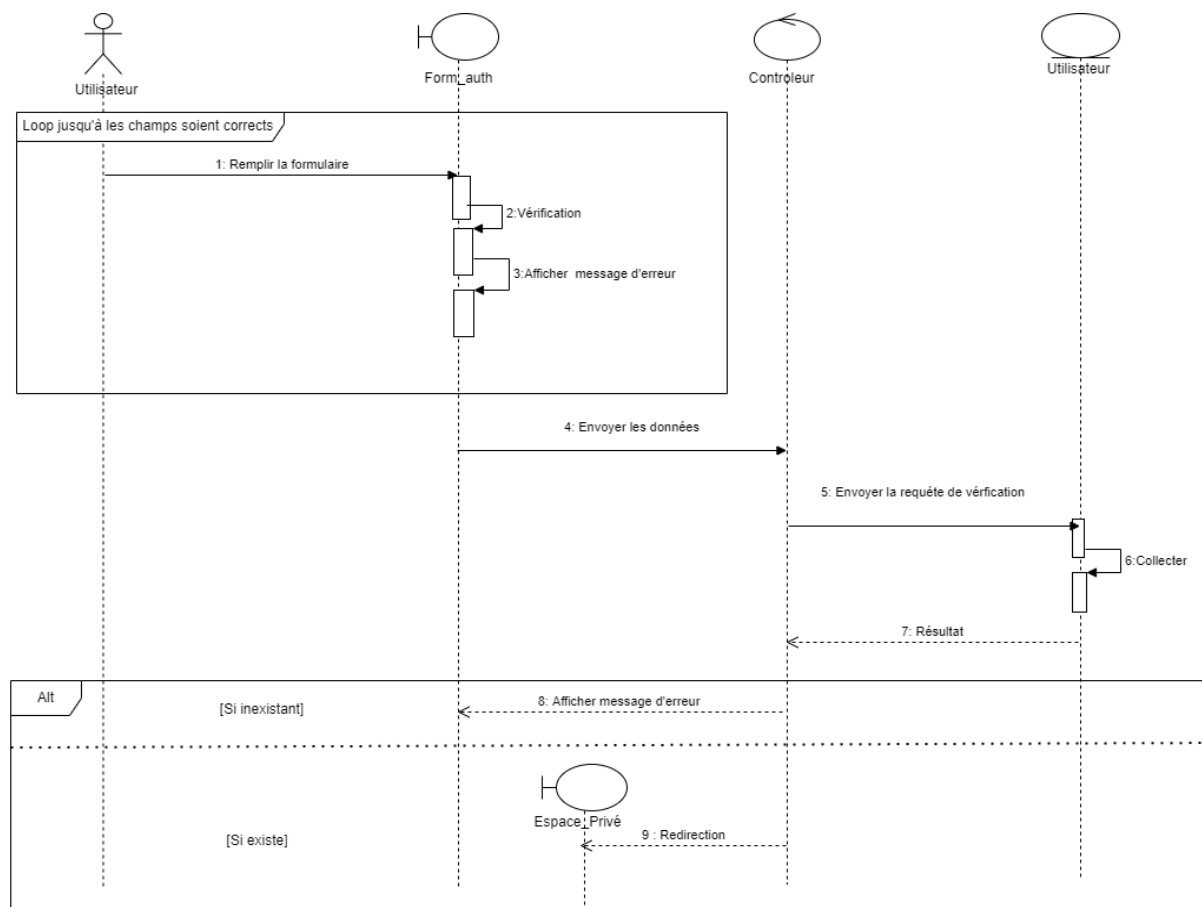 Utilisateur
Form_auth
Controleur
Utilisateur
Loop jusqu'à les champs soient corrects
1: Remplir la formulaire
2:Vérification
3:Afficher message d'erreur
4: Envoyer les données
5: Envoyer la requéte de vérfication
6:Collecter
7: Résultat
Alt
[Si inexistant]
8: Afficher message d'erreur
Espace_Privé
[Si existe]
9 : Redirection